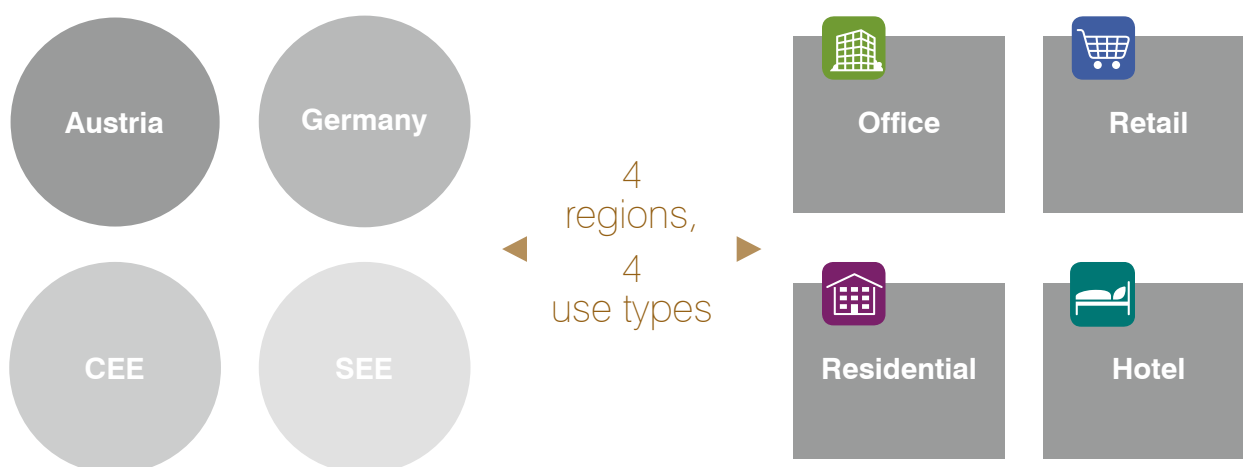 Austria
Germany
CEE
SEE
4
regions,
4
use types
Office
Retail
Residential
Hotel